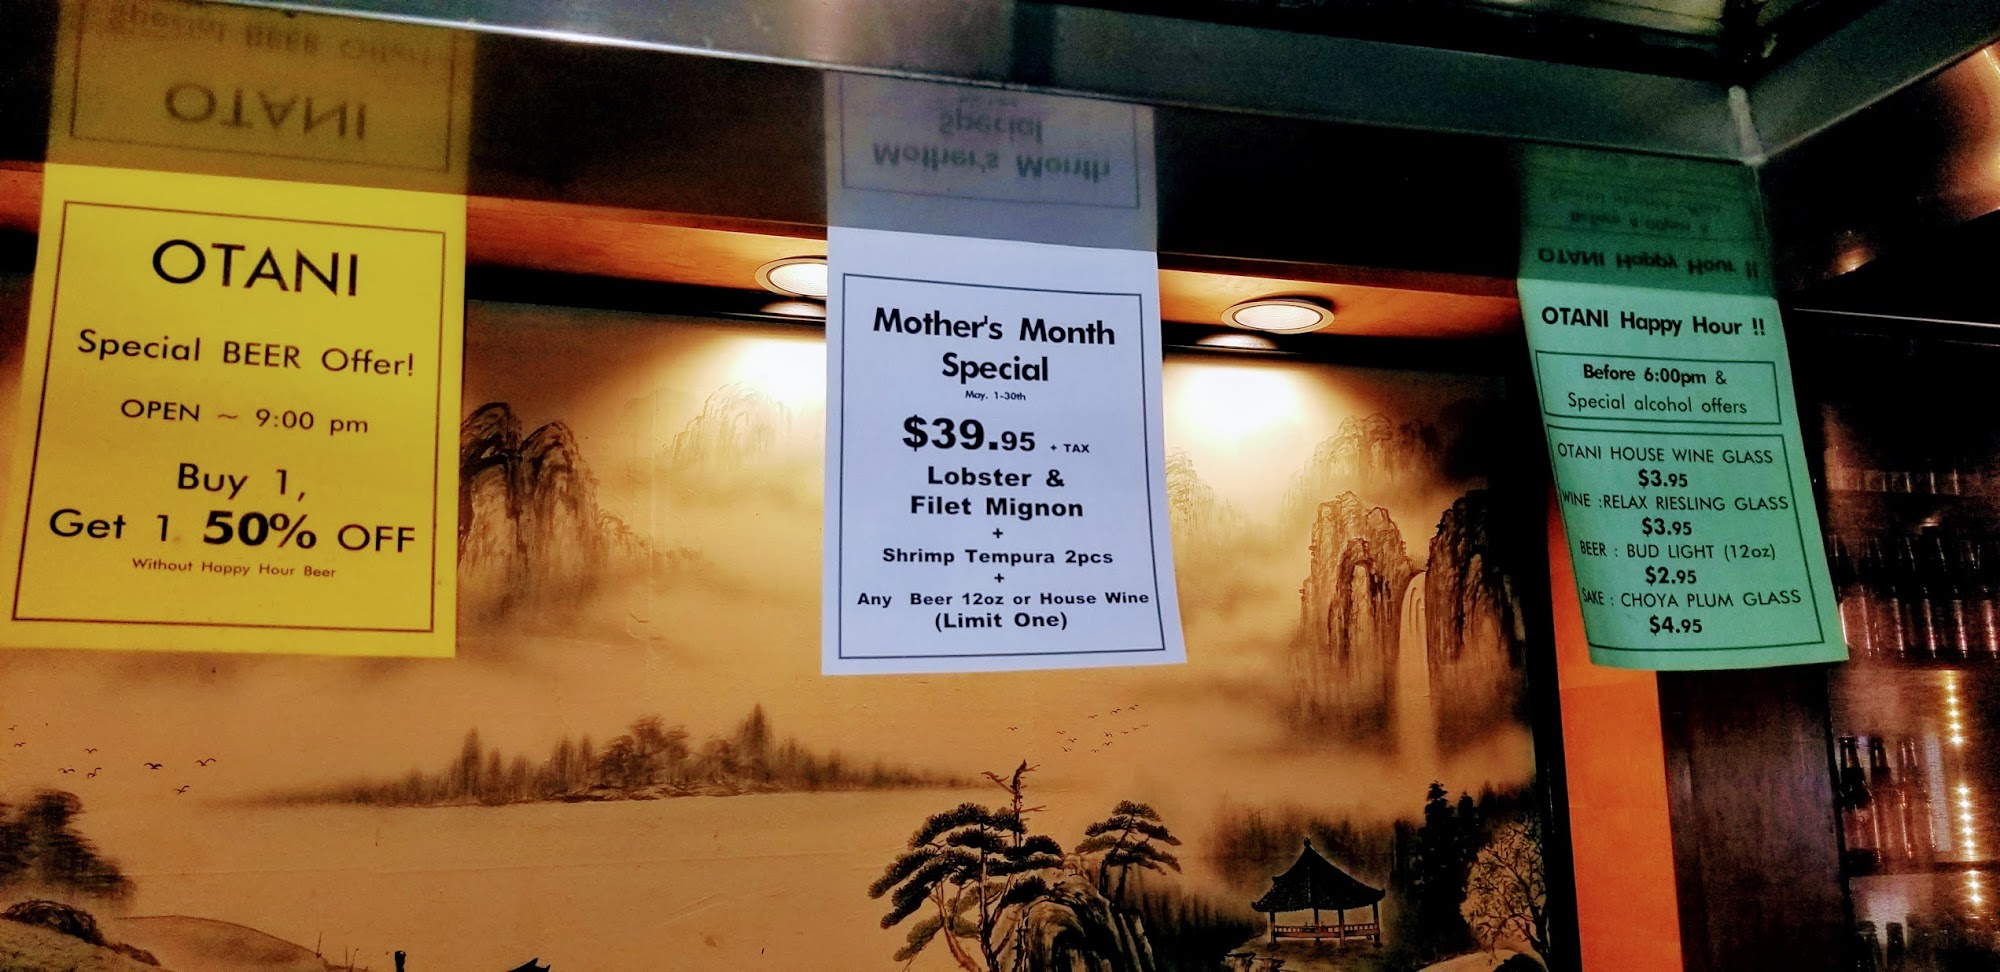 OTANI
Special BEER Offer!
OPEN ~ 9:00 pm
Buy 1,
Get 1 50% OFF
Without Happy Hour Beer
Mother's Month
Special
May. 1-30th
$39.95 + TAX
Lobster &
Filet Mignon
+
Shrimp Tempura 2pcs
+
Any Beer 12oz or House Wine
(Limit One)
OTANI Happy Hour !!
Before 6:00pm &
Special alcohol offers
OTANI HOUSE WINE GLASS
$3.95
WINE :RELAX RIESLING GLASS
$3.95
BEER : BUD LIGHT (12oz)
$2.95
SAKE : CHOYA PLUM GLASS
$4.95